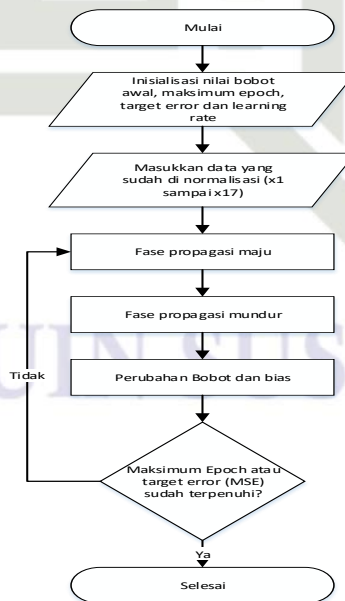 Mulai
Inisialisasi nilai bobot
awal, maksimum epoch,
target error dan learning
rate
Masukkan data yang
sudah di normalisasi (x1
sampai x17)
Fase propagasi maju
Fase propagasi mundur
UIN SUS
Perubahan Bobot dan bias
Tidak
Maksimum Epoch atau
target error (MSE)
sudah terpenuhi?
Ya
Selesai